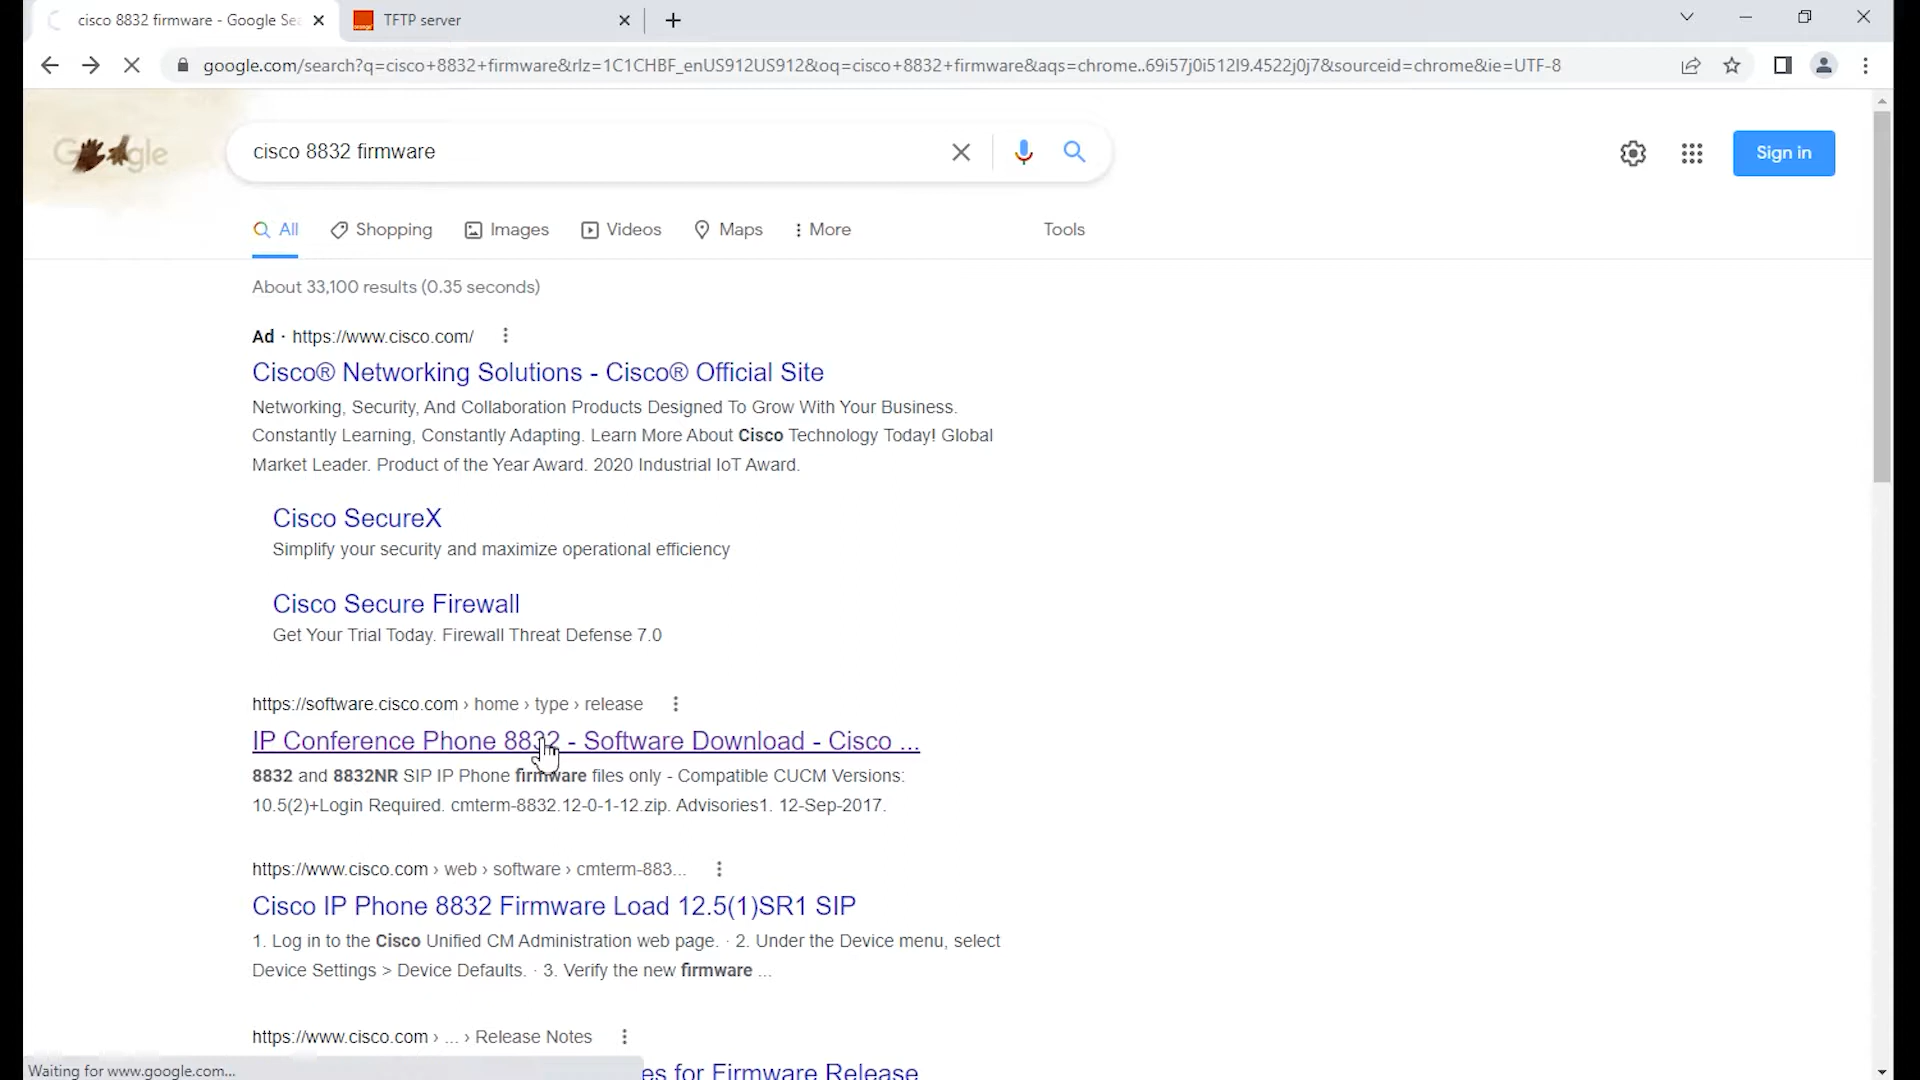 cisco 8832 firmware - Google Sea
TFTP server
google.com/search?q=cisco+8832+firmware&rlz=1C1CHBF_enUS912US912&oq=cisco+8832+firmware&aqs=chrome..69i57j0i512l9.4522j0j7&sourceid=chrome&ie=UTF-8
Google
cisco 8832 firmware
Sign in
All
Shopping
Images
Videos
Maps
More
Tools
About 33,100 results (0.35 seconds)
Ad · https://www.cisco.com/
Cisco® Networking Solutions - Cisco® Official Site
Networking, Security, And Collaboration Products Designed To Grow With Your Business.
Constantly Learning, Constantly Adapting. Learn More About Cisco Technology Today! Global
Market Leader. Product of the Year Award. 2020 Industrial IoT Award.
Cisco SecureX
Simplify your security and maximize operational efficiency
Cisco Secure Firewall
Get Your Trial Today. Firewall Threat Defense 7.0
https://software.cisco.com › home › type › release
IP Conference Phone 8832 - Software Download - Cisco ...
8832 and 8832NR SIP IP Phone firmware files only - Compatible CUCM Versions:
10.5(2)+Login Required. cmterm-8832.12-0-1-12.zip. Advisories1. 12-Sep-2017.
https://www.cisco.com › web › software › cmterm-883...
Cisco IP Phone 8832 Firmware Load 12.5(1)SR1 SIP
1. Log in to the Cisco Unified CM Administration web page. · 2. Under the Device menu, select
Device Settings > Device Defaults. · 3. Verify the new firmware ...
https://www.cisco.com › ... › Release Notes
es for Firmware Release
Waiting for www.google.com...